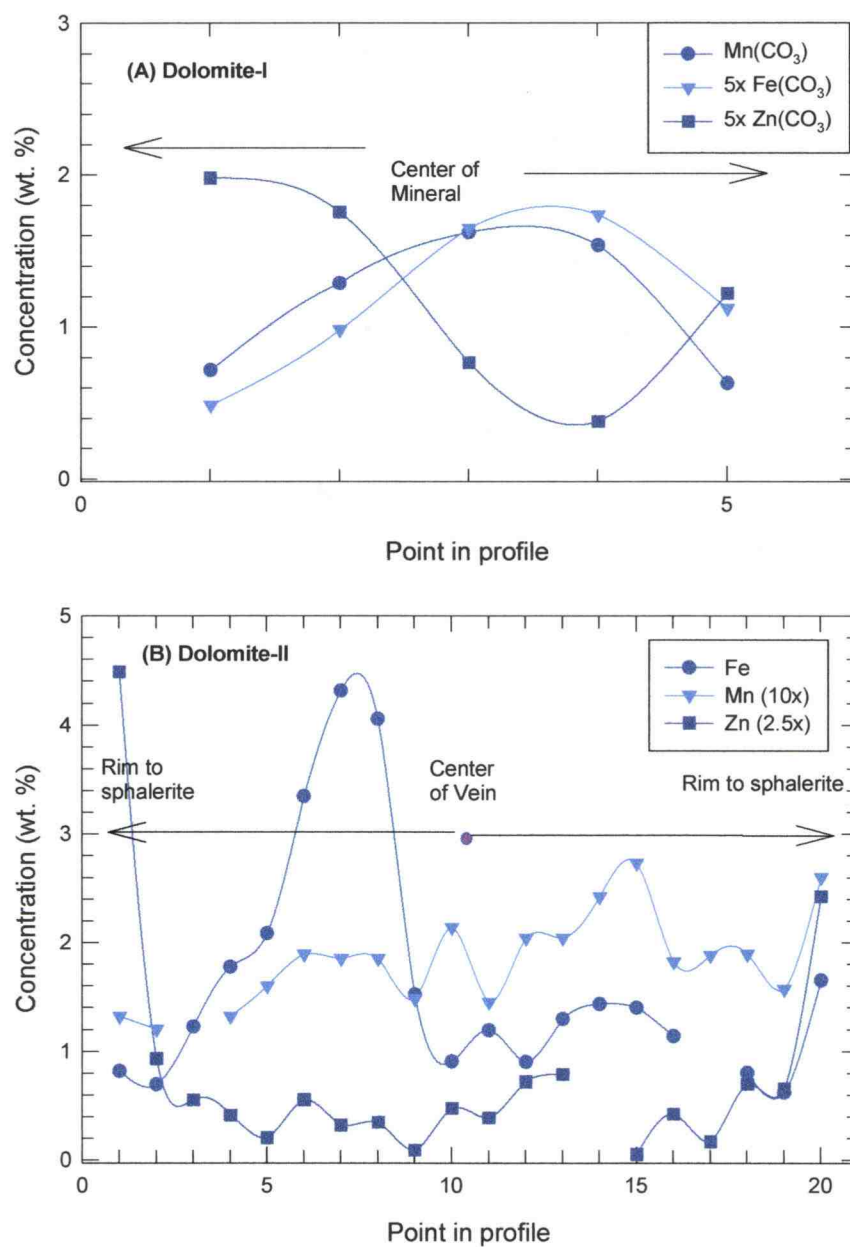 3
(A) Dolomite-I
Mn(CO₃)
5x Fe(CO₃)
5x Zn(CO₃)
2
Center of
Mineral
Concentration (wt. %)
1
0
0
5
Point in profile
5
(B) Dolomite-II
Fe
Mn (10x)
Zn (2.5x)
4
Rim to
sphalerite
Center
of Vein
Rim to sphalerite
3
Concentration (wt. %)
2
1
0
0
5
10
15
20
Point in profile